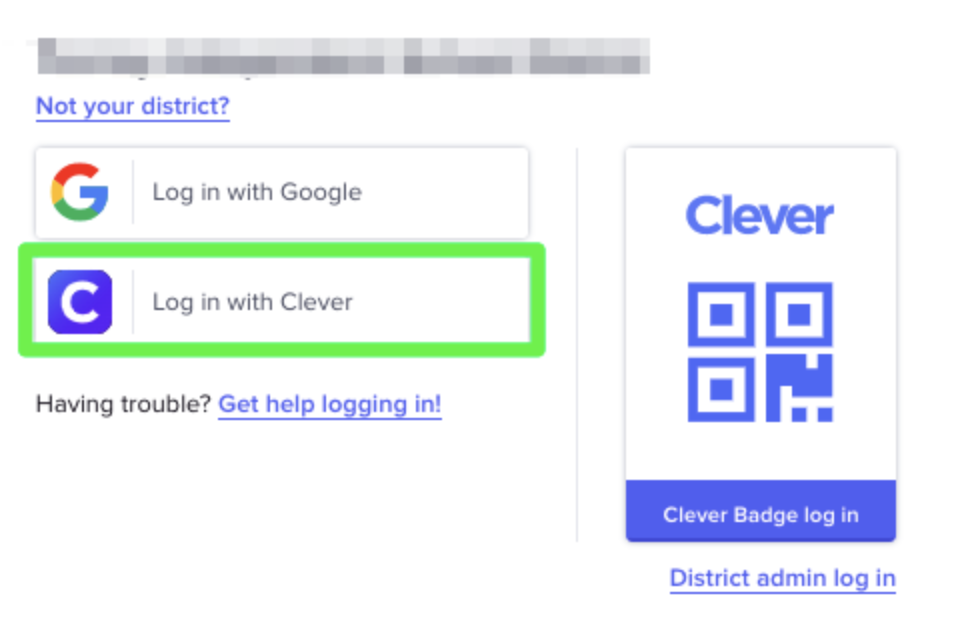 Not your district?
Log in with Google
Log in with Clever
Having trouble? Get help logging in!
Clever
Clever Badge log in
District admin log in